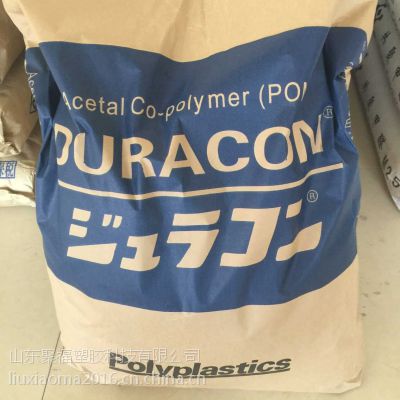 Acetal Co-polymer (PO
DURACON®
ジュラコン®
Polyplastics
山东聚福塑胶科技有限公司
liuxiaoma2016.cn.china.cn